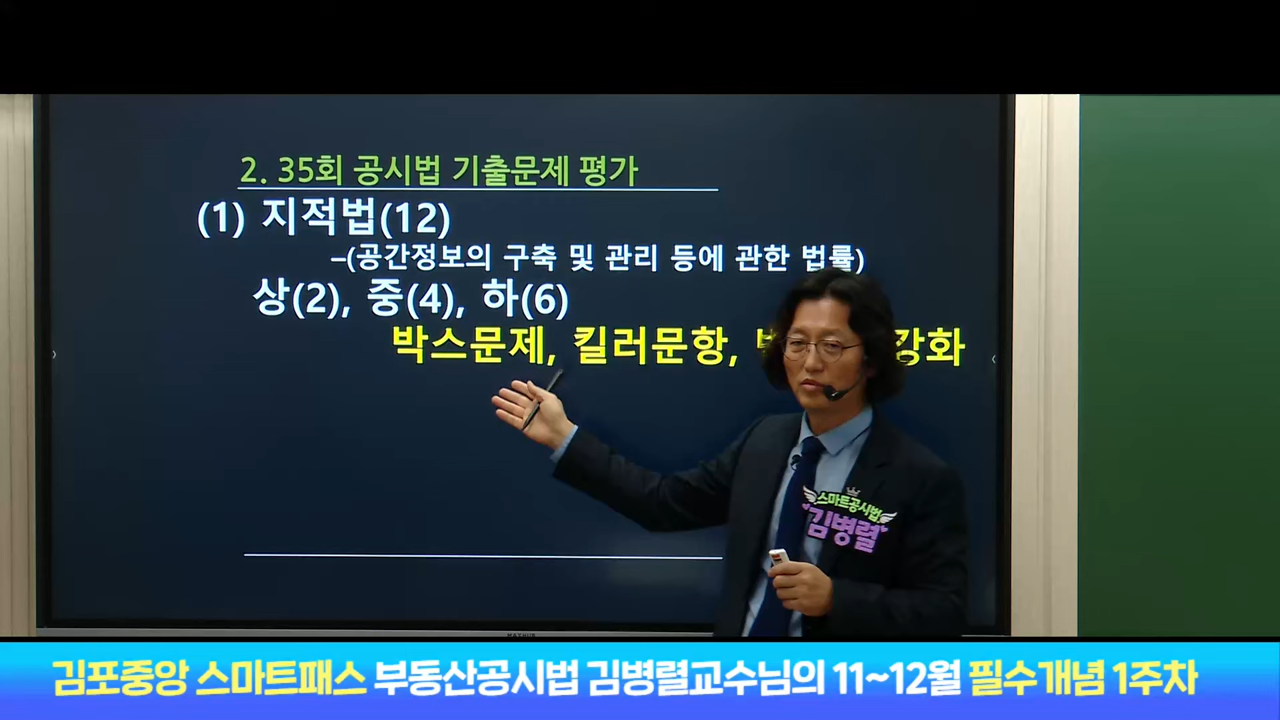 2. 35회 공시법 기출문제 평가
(1) 지적법(12)
–(공간정보의 구축 및 관리 등에 관한 법률)
상(2), 중(4), 하(6)
박스문제, 킬러문항, 강화
스마트공시법
김병렬
김포중앙 스마트패스 부동산공시법 김병렬교수님의 11~12월 필수개념 1주차